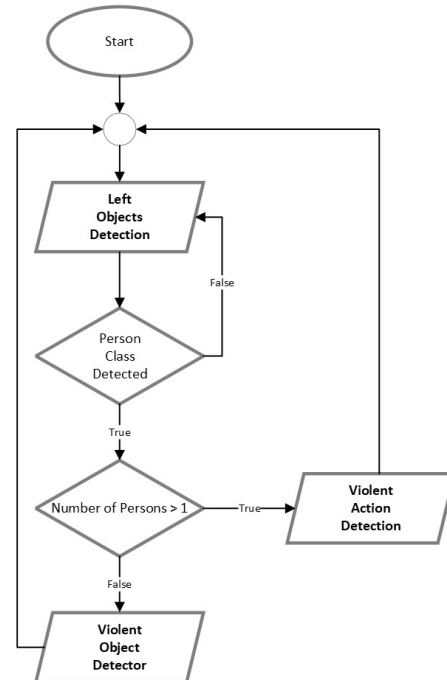 Start
Left
Objects
Detection
False
Person
Class
Detected
True
Number of Persons > 1
True
Violent
Action
Detection
False
Violent
Object
Detector